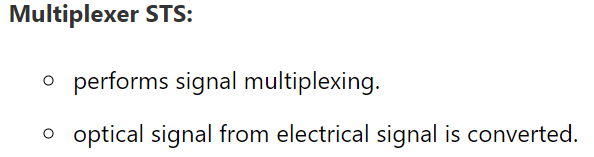 Multiplexer STS:
performs signal multiplexing.
optical signal from electrical signal is converted.